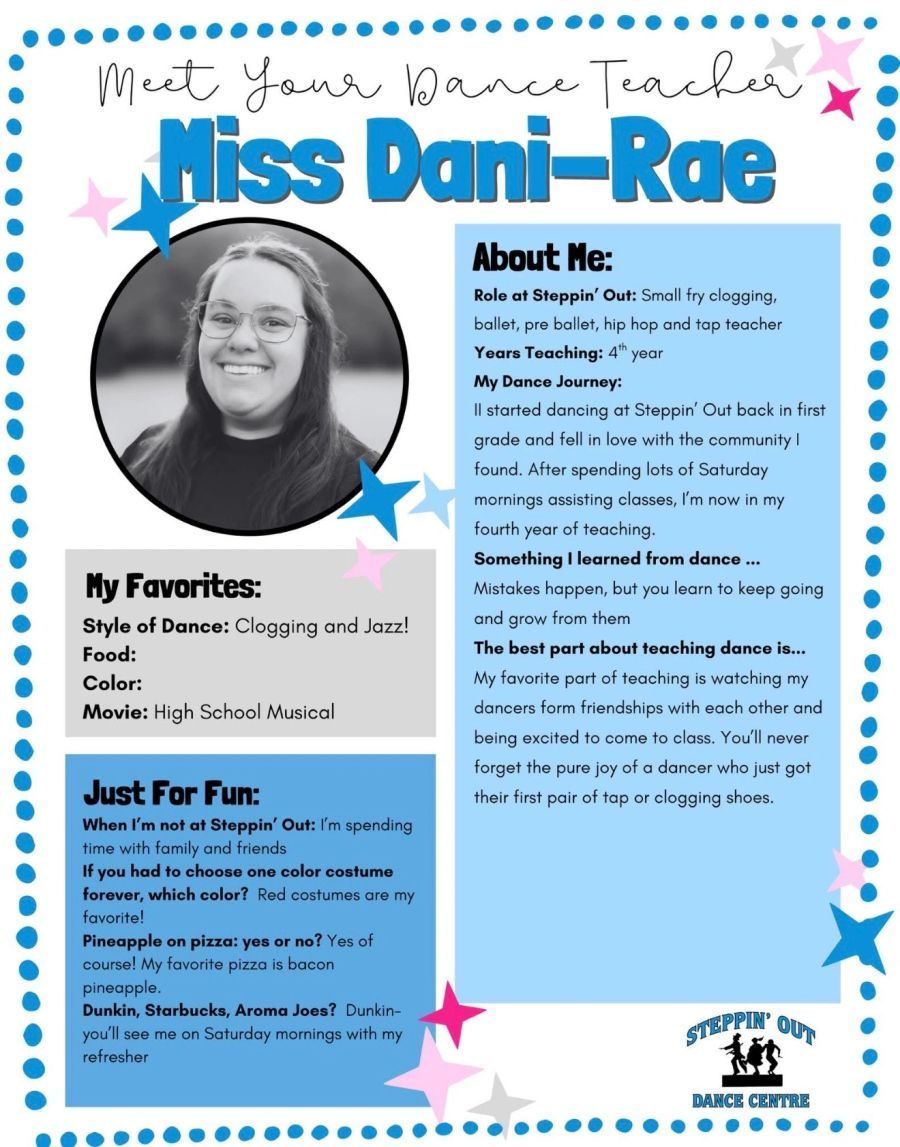 Meet Your Dance Teacher
Miss Dani-Rae
About Me:
Role at Steppin' Out: Small fry clogging,
ballet, pre ballet, hip hop and tap teacher
Years Teaching: 4th year
My Dance Journey:
II started dancing at Steppin' Out back in first
grade and fell in love with the community I
found. After spending lots of Saturday
mornings assisting classes, I'm now in my
fourth year of teaching.
Something I learned from dance ...
Mistakes happen, but you learn to keep going
and grow from them
The best part about teaching dance is...
My favorite part of teaching is watching my
dancers form friendships with each other and
being excited to come to class. You'll never
forget the pure joy of a dancer who just got
their first pair of tap or clogging shoes.
My Favorites:
Style of Dance: Clogging and Jazz!
Food:
Color:
Movie: High School Musical
Just For Fun:
When I'm not at Steppin' Out: I'm spending
time with family and friends
If you had to choose one color costume
forever, which color? Red costumes are my
favorite!
Pineapple on pizza: yes or no? Yes of
course! My favorite pizza is bacon
pineapple.
Dunkin, Starbucks, Aroma Joes? Dunkin-
you'll see me on Saturday mornings with my
refresher
STEPPIN' OUT
DANCE CENTRE